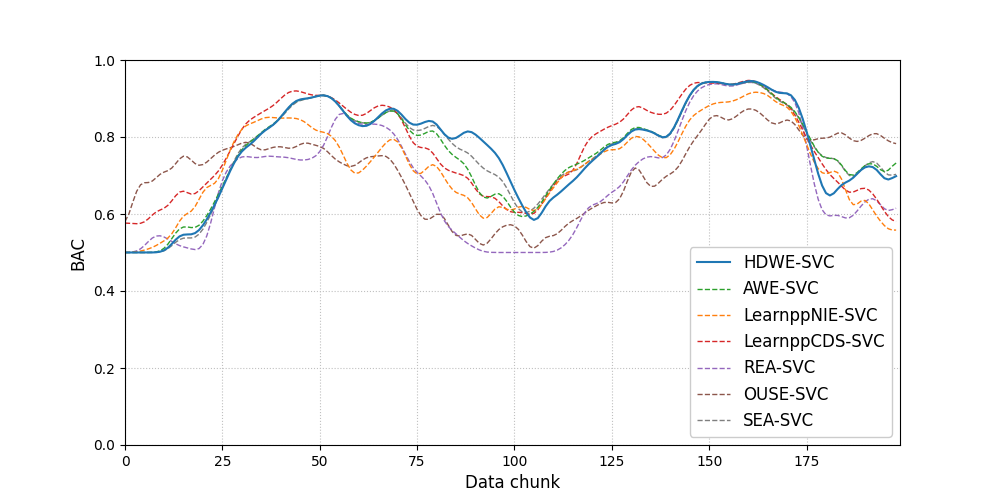 1.0
0.8
0.6
0.4
0.2
0.0
BAC
0 25 50 75 100 125 150 175
Data chunk
HDWE-SVC
AWE-SVC
LearnppNIE-SVC
LearnppCDS-SVC
REA-SVC
OUSE-SVC
SEA-SVC